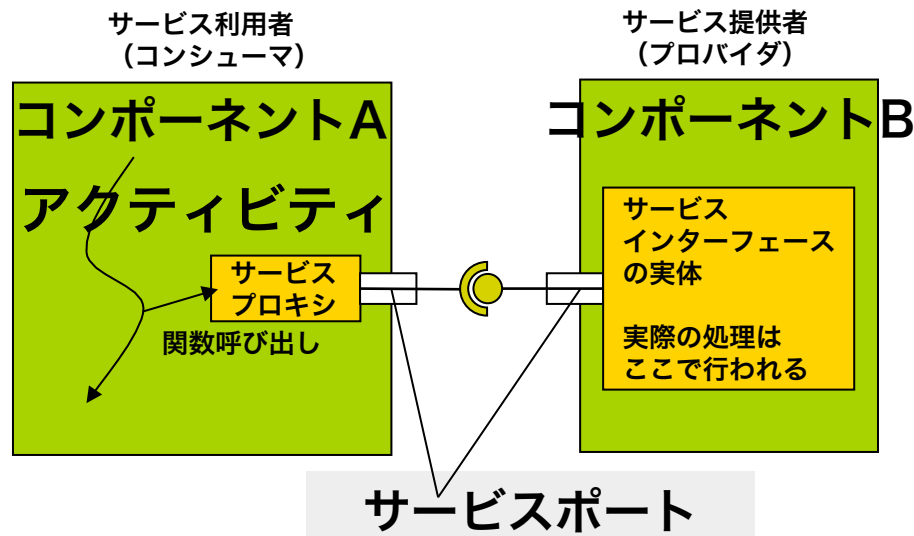 サービス利用者
（コンシューマ）
サービス提供者
（プロバイダ）
コンポーネントA
アクティビティ
サービス
プロキシ
関数呼び出し
コンポーネントB
サービス
インターフェース
の実体
実際の処理は
ここで行われる
サービスポート